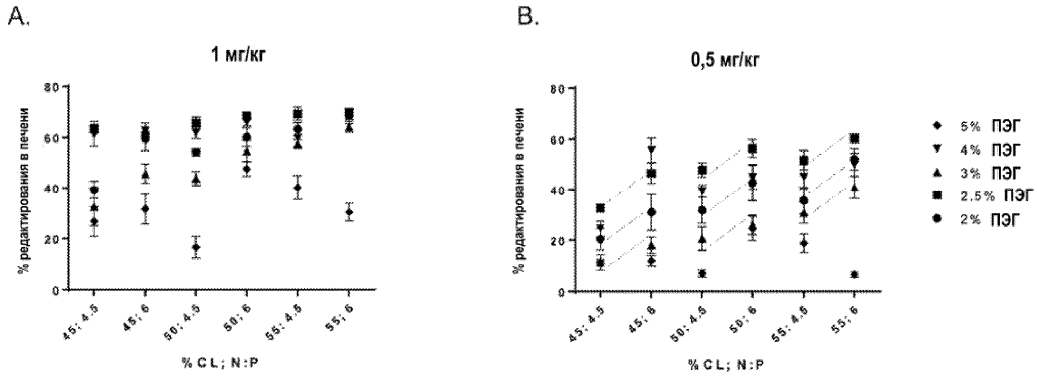 А.
1 мг/кг
% редактирования в печени
80
60
40
20
0
45; 4.5
45; 6
50; 4.5
50; 6
55; 4.5
55; 6
% CL; N:P
В.
0,5 мг/кг
% редактирования в печени
80
60
40
20
0
45; 4.5
45; 6
50; 4.5
50; 6
55; 4.5
55; 6
% CL; N:P
5% ПЭГ
4% ПЭГ
3% ПЭГ
2.5% ПЭГ
2% ПЭГ